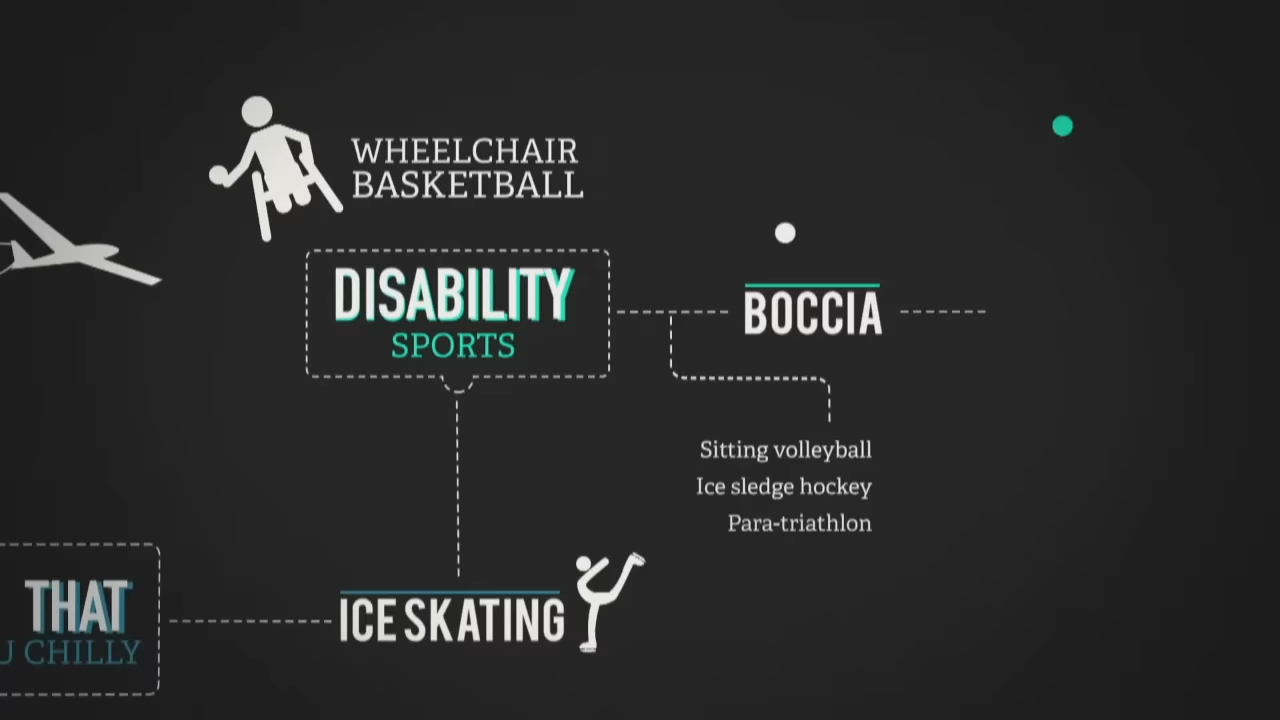 WHEELCHAIR
BASKETBALL
DISABILITY
SPORTS
BOCCIA
Sitting volleyball
Ice sledge hockey
Para-triathlon
THAT
CHILLY
ICE SKATING